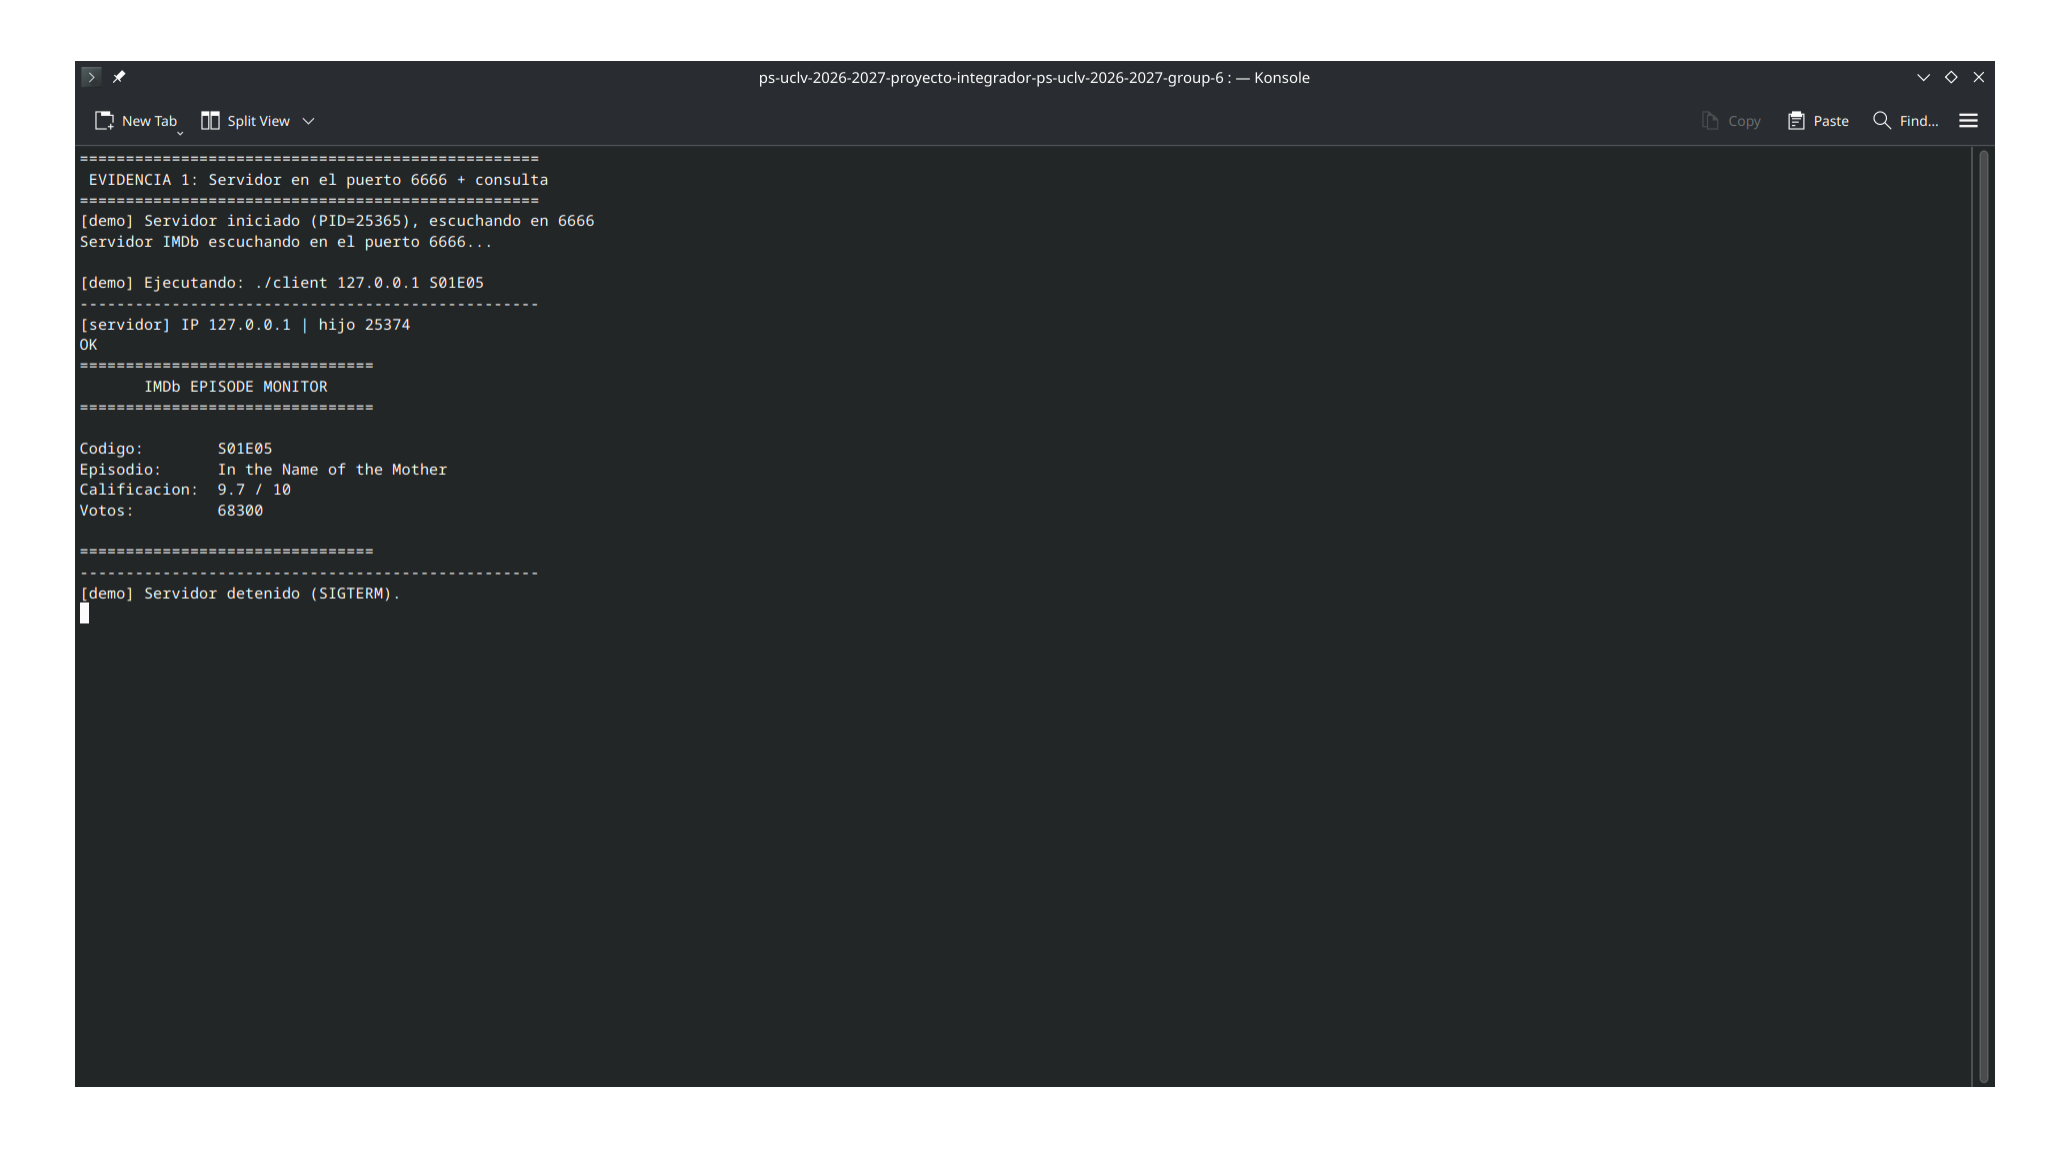 ps-uclv-2026-2027-proyecto-integrador-ps-uclv-2026-2027-group-6 : — Konsole
New Tab Split View Copy Paste Find...
==================================================
 EVIDENCIA 1: Servidor en el puerto 6666 + consulta
==================================================
[demo] Servidor iniciado (PID=25365), escuchando en 6666
Servidor IMDb escuchando en el puerto 6666...
[demo] Ejecutando: ./client 127.0.0.1 S01E05
--------------------------------------------------
[servidor] IP 127.0.0.1 | hijo 25374
OK
================================
       IMDb EPISODE MONITOR
================================
Codigo:        S01E05
Episodio:      In the Name of the Mother
Calificacion:  9.7 / 10
Votos:         68300
================================
--------------------------------------------------
[demo] Servidor detenido (SIGTERM).